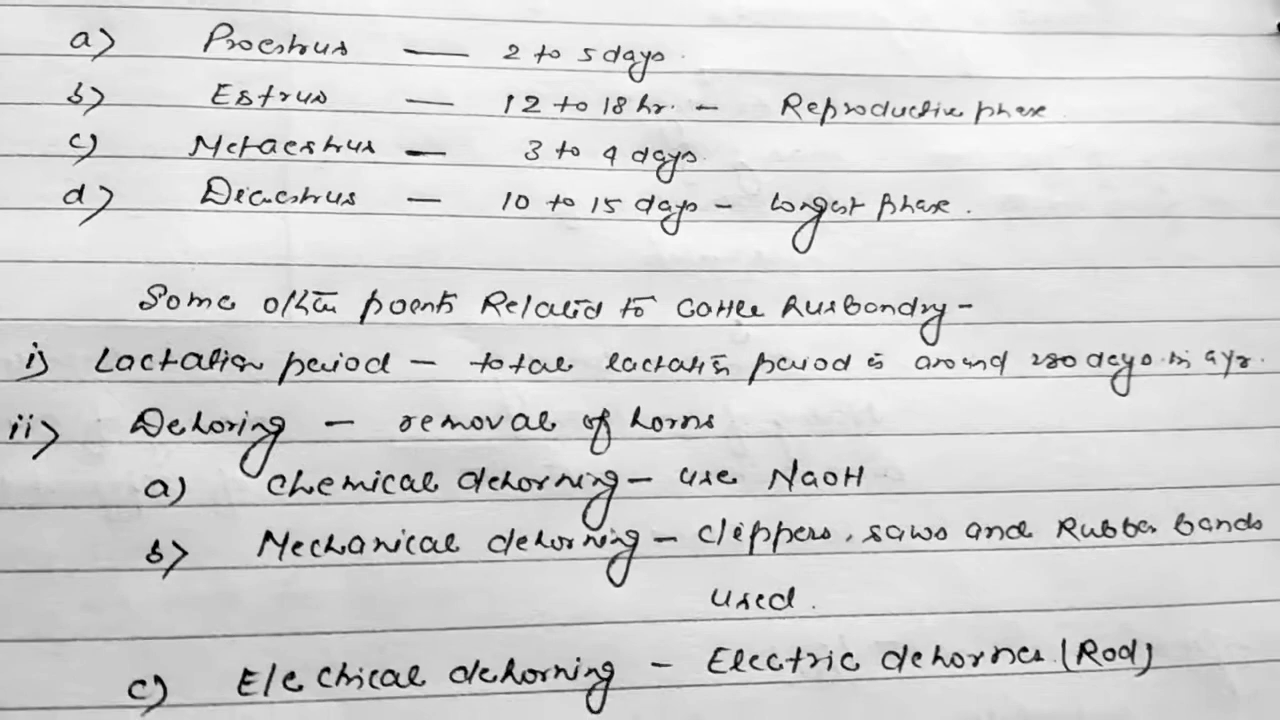 a) Proestrus — 2 to 5 days.
b) Estrus — 12 to 18 hr. - Reproductive phase.
c) Metaestrus — 3 to 4 days.
d) Diaestrus — 10 to 15 days - longest phase.
Some other points Related to Cattle Husbandry -
i) Lactation period - total lactation period is around 280 days in a yr.
ii) Dehoring - removal of horns
a) Chemical dehorning - use NaOH
b) Mechanical dehorning - clippers, saws and Rubber bands
used.
c) Electrical dehorning - Electric dehorner (Rod)